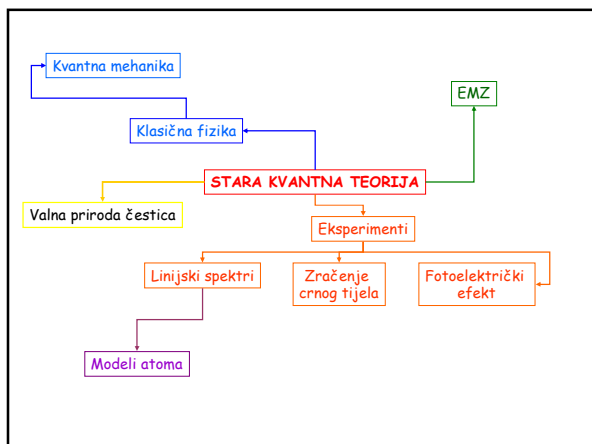 Kvantna mehanika
EMZ
Klasična fizika
STARA KVANTNA TEORIJA
Valna priroda čestica
Eksperimenti
Linijski spektri
Zračenje
crnog tijela
Fotoelektrički
efekt
Modeli atoma